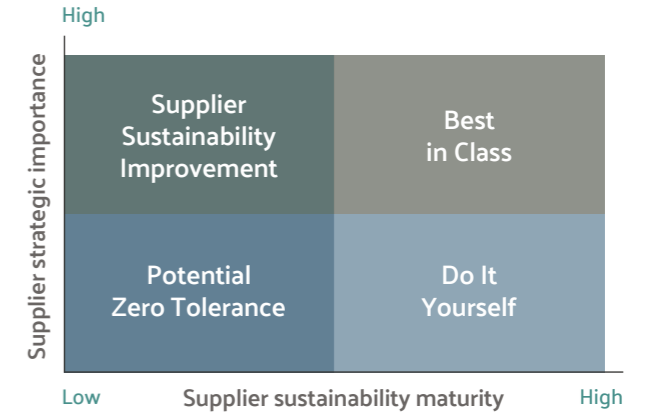 High
Supplier strategic importance
Supplier
Sustainability
Improvement
Best
in Class
Potential
Zero Tolerance
Do It
Yourself
Low
Supplier sustainability maturity
High